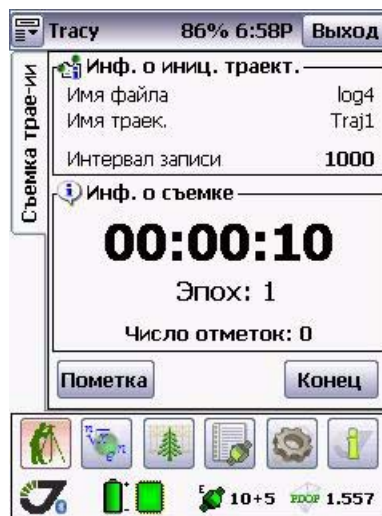 Tracy 86% 6:58P Выход
Съемка трае-ии
Инф. о иниц. траект.
Имя файла log4
Имя траек. Traj1
Интервал записи 1000
Инф. о съемке
00:00:10
Эпох: 1
Число отметок: 0
Пометка Конец
0 E 10+5 PDOP 1.557